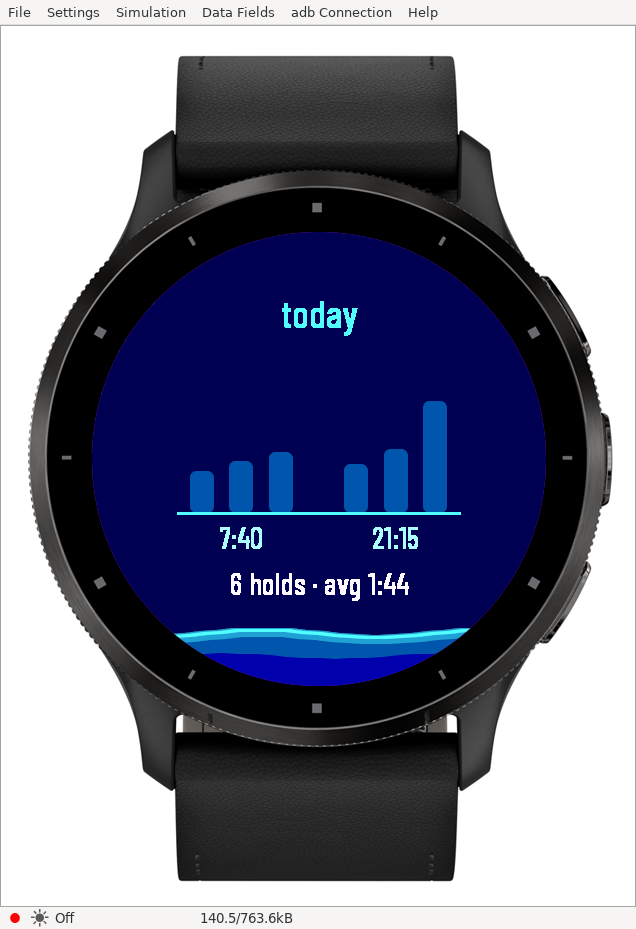 File Settings Simulation Data Fields adb Connection Help
today
7:40 21:15
6 holds · avg 1:44
Off 140.5/763.6kB